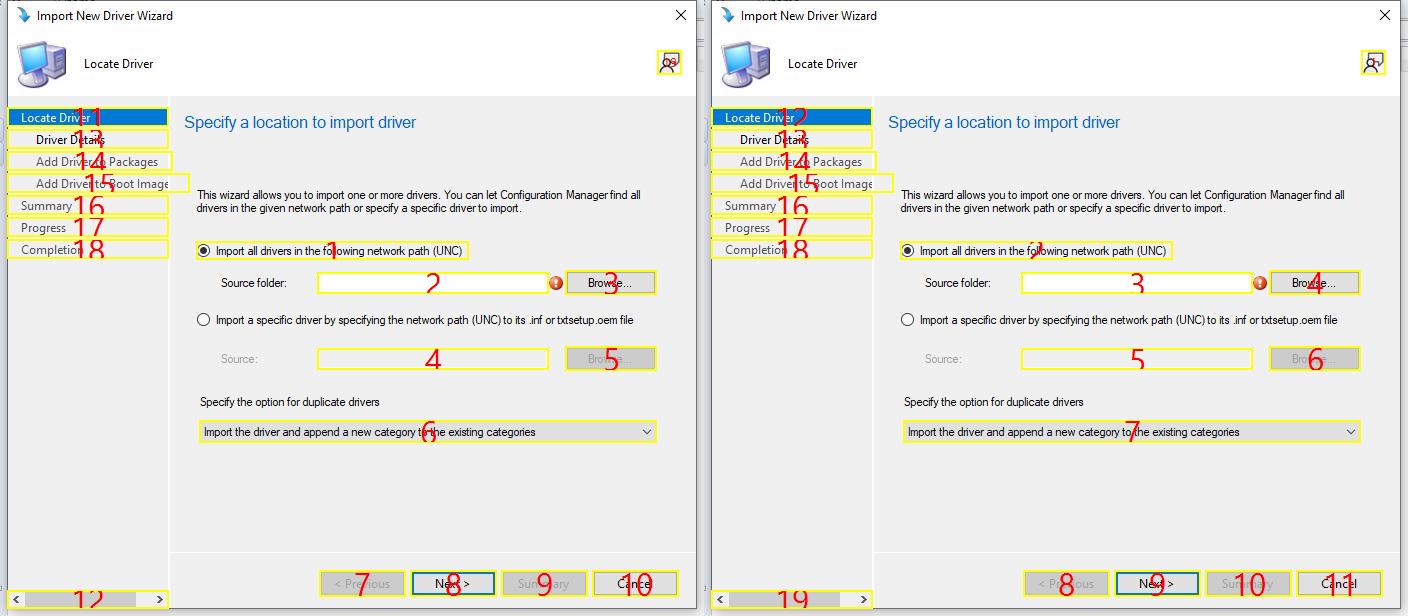 Import New Driver Wizard
Locate Driver
19
Locate Driver 11
Driver Details 13
Add Driver to Packages 14
Add Driver to Boot Image 15
Summary 16
Progress 17
Completion 18
12
Specify a location to import driver
This wizard allows you to import one or more drivers. You can let Configuration Manager find all
drivers in the given network path or specify a specific driver to import.
Import all drivers in the following network path (UNC) 1
Source folder: 2 Browse... 3
Import a specific driver by specifying the network path (UNC) to its .inf or txtsetup.oem file
Source: 4 Browse... 5
Specify the option for duplicate drivers
Import the driver and append a new category to the existing categories 6
< Previous 7 Next > 8 Summary 9 Cancel 10
Import New Driver Wizard
Locate Driver
Locate Driver 12
Driver Details 13
Add Driver to Packages 14
Add Driver to Boot Image 15
Summary 16
Progress 17
Completion 18
19
Specify a location to import driver
This wizard allows you to import one or more drivers. You can let Configuration Manager find all
drivers in the given network path or specify a specific driver to import.
Import all drivers in the following network path (UNC) 2
Source folder: 3 Browse... 4
Import a specific driver by specifying the network path (UNC) to its .inf or txtsetup.oem file
Source: 5 Browse... 6
Specify the option for duplicate drivers
Import the driver and append a new category to the existing categories 7
< Previous 8 Next > 9 Summary 10 Cancel 11